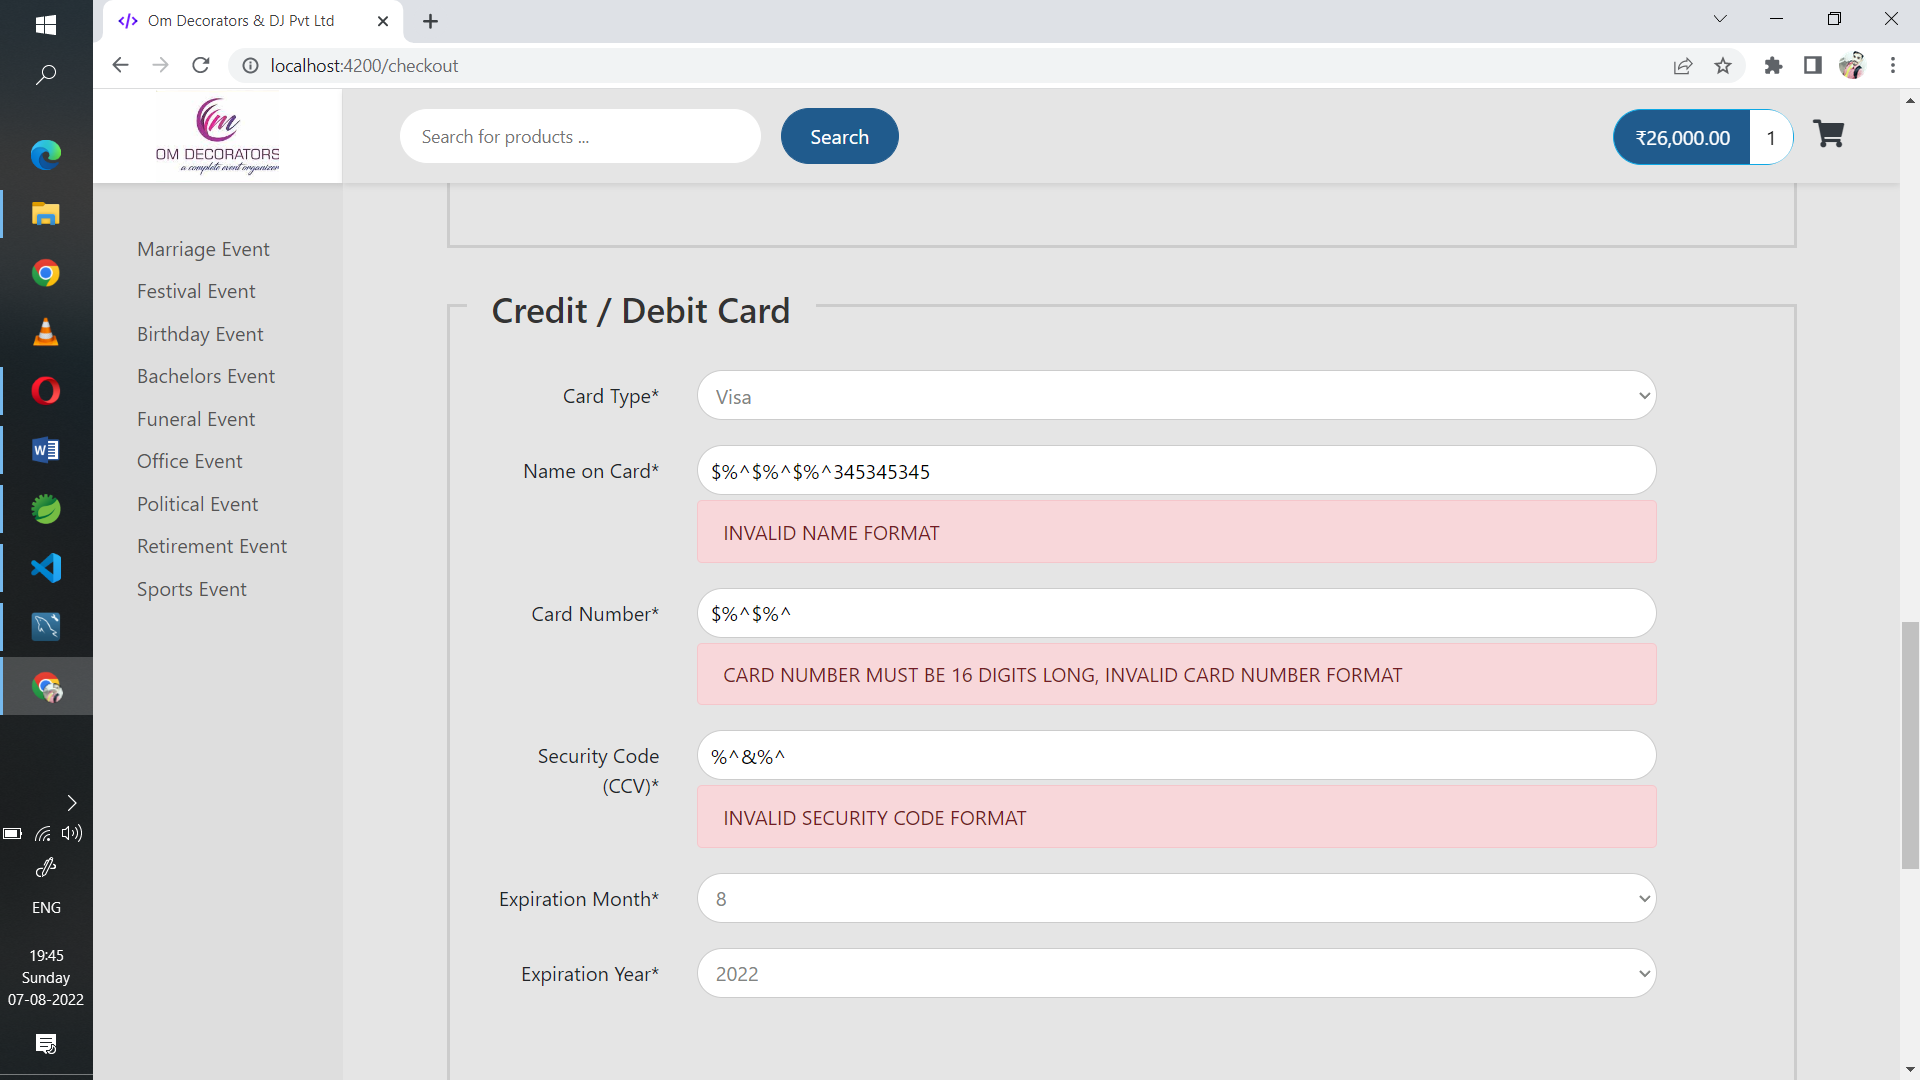 Om Decorators & DJ Pvt Ltd
localhost:4200/checkout
OM DECORATORS
a complete event organizer
Search for products ...
Search
₹26,000.00
1
Marriage Event
Festival Event
Birthday Event
Bachelors Event
Funeral Event
Office Event
Political Event
Retirement Event
Sports Event
Credit / Debit Card
Card Type*
Visa
Name on Card*
$%^$%^$%^345345345
INVALID NAME FORMAT
Card Number*
$%^$%^
CARD NUMBER MUST BE 16 DIGITS LONG, INVALID CARD NUMBER FORMAT
Security Code
(CCV)*
%^&%^
INVALID SECURITY CODE FORMAT
Expiration Month*
8
Expiration Year*
2022
ENG
19:45
Sunday
07-08-2022